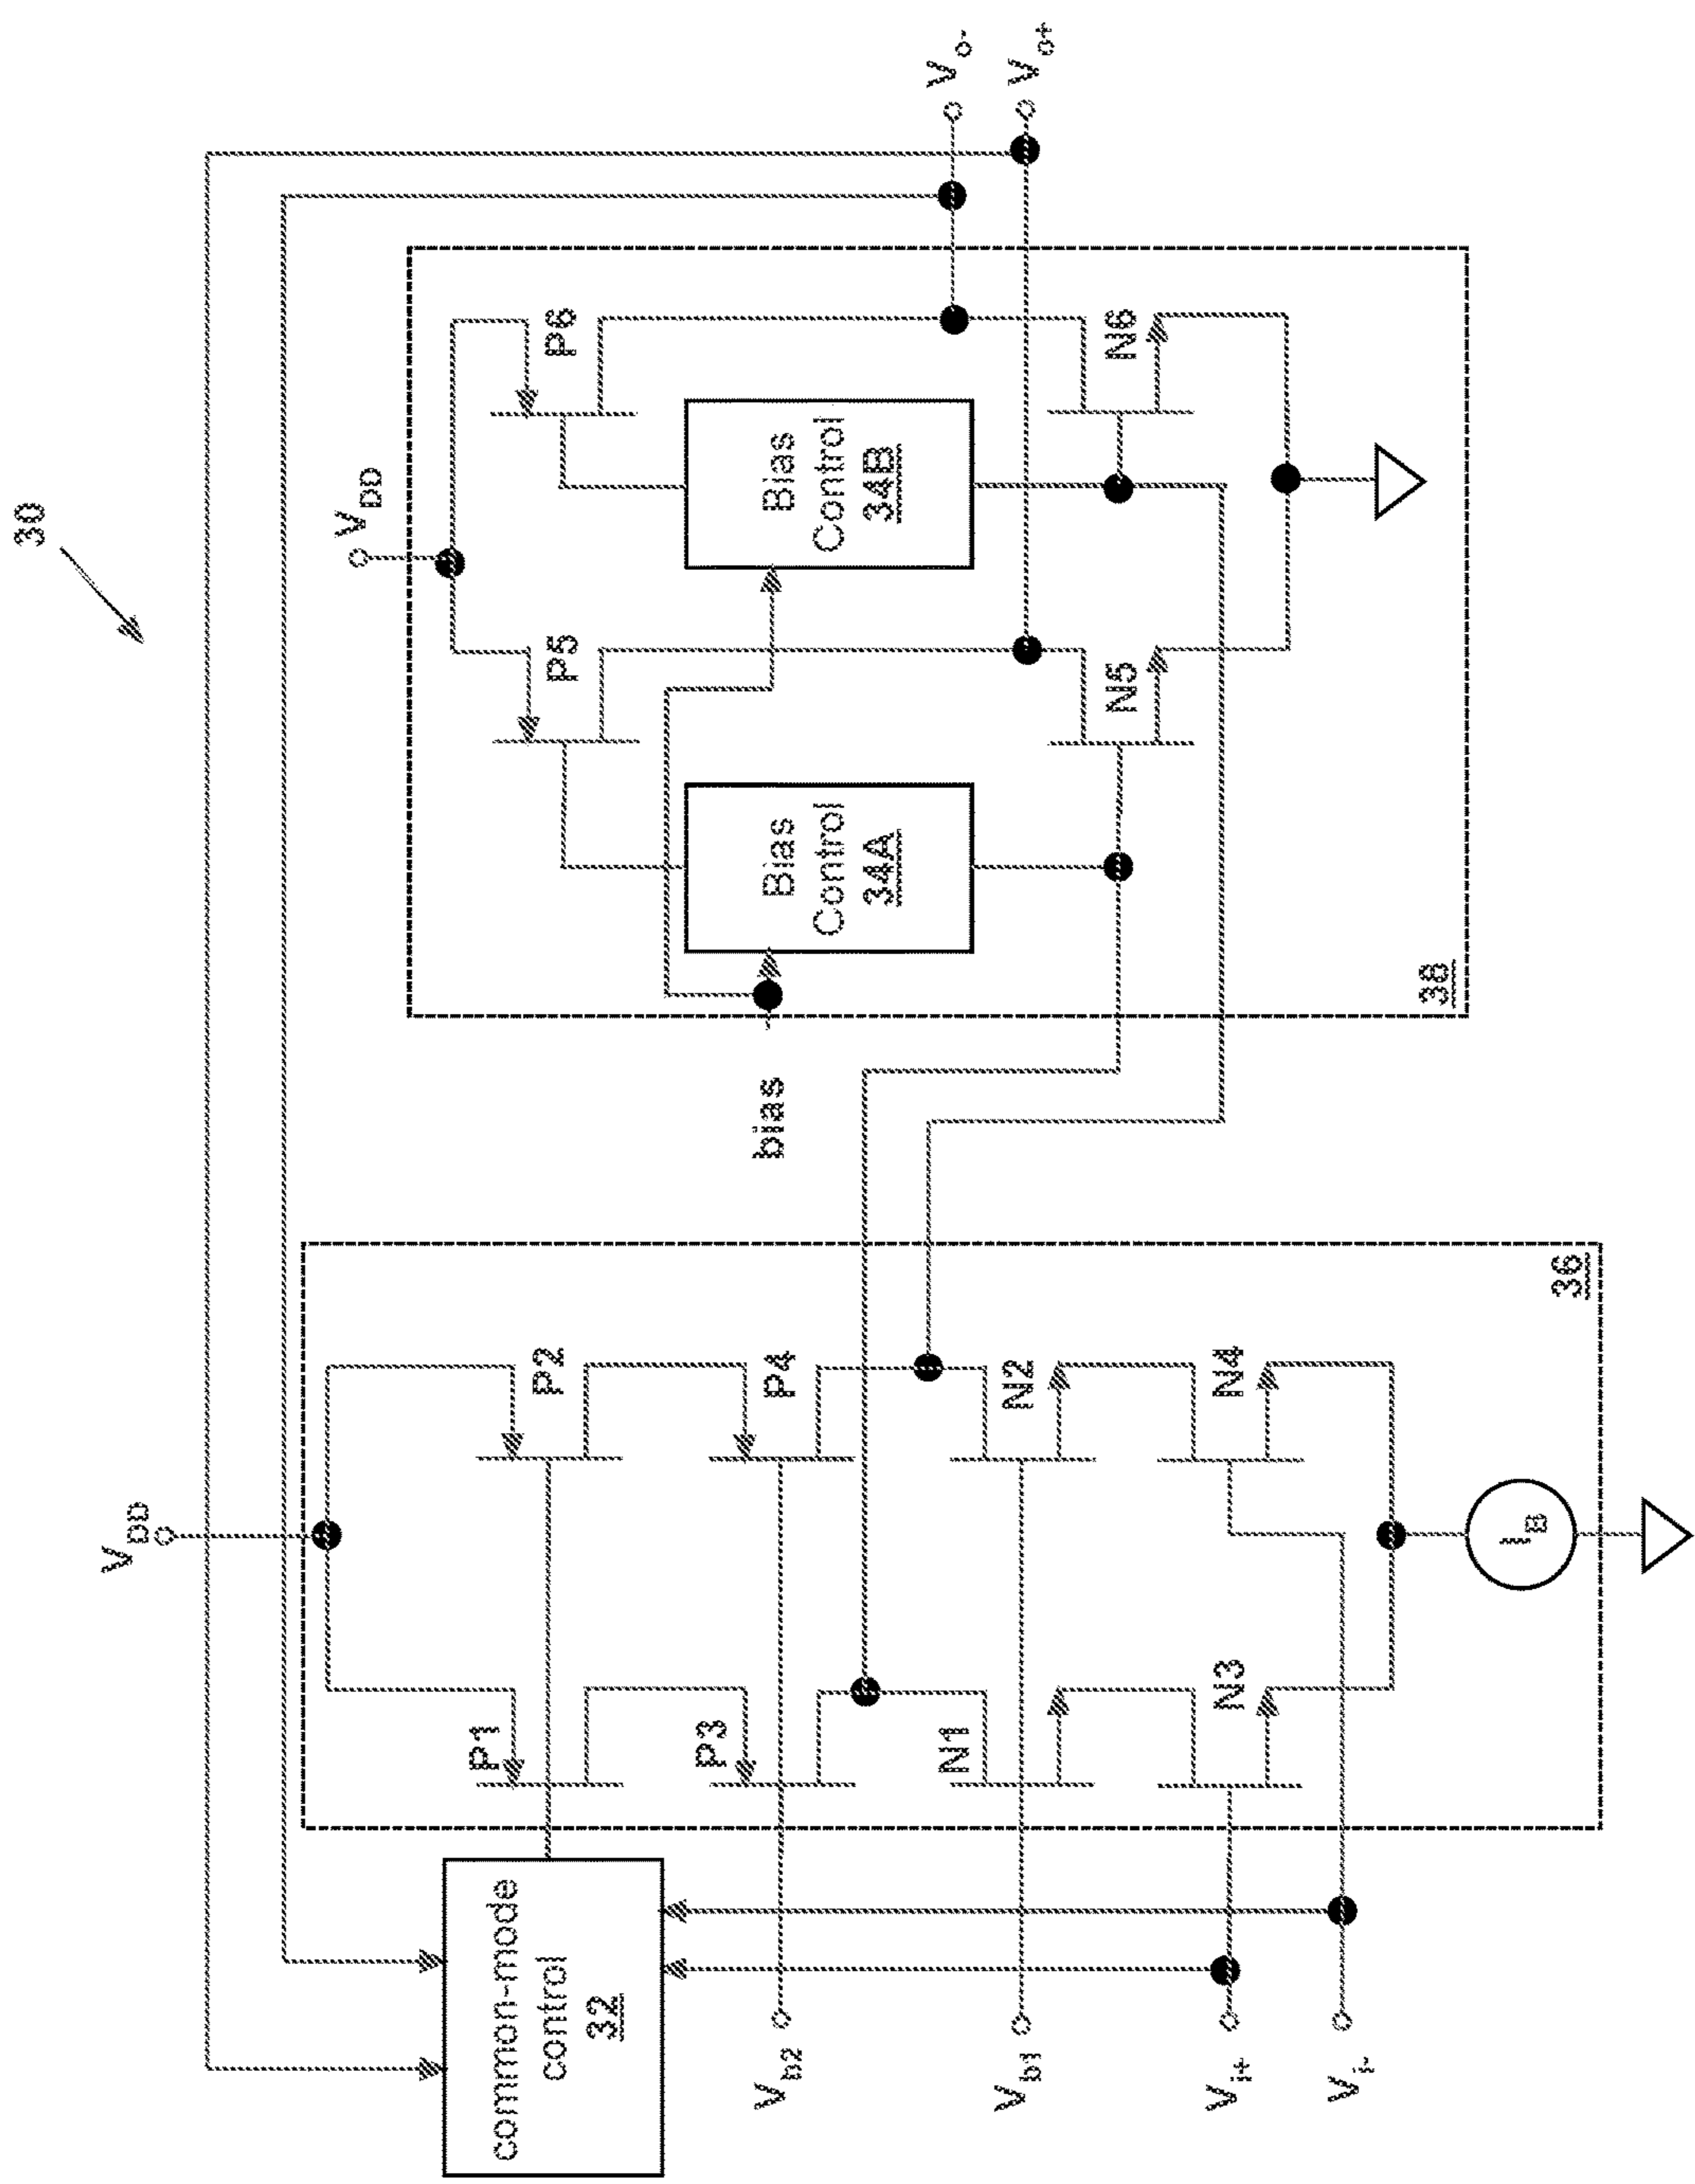 30
V_DD
V_DD
V_o-
V_o+
common-mode
control
32
P1
P2
P3
P4
N1
N2
N3
N4
I_B
36
V_b2
V_b1
V_i+
V_i-
bias
Bias
Control
34A
Bias
Control
34B
P5
P6
N5
N6
38